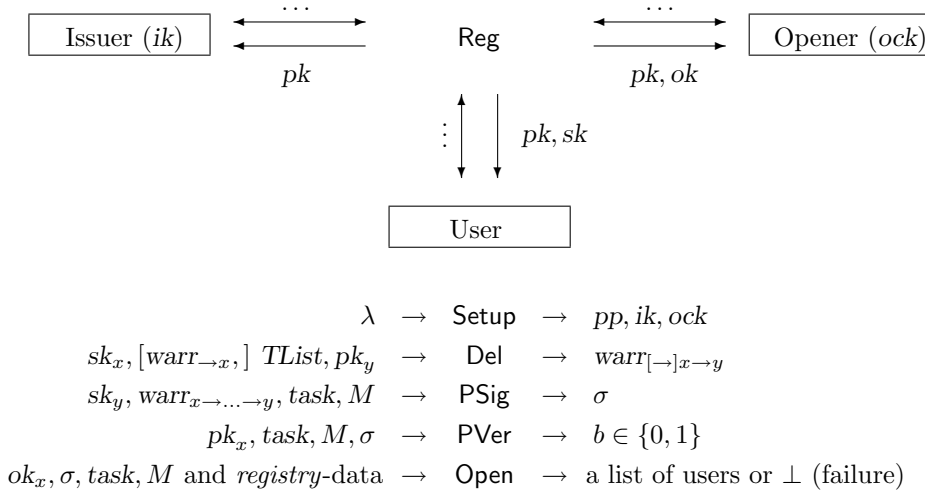 ... ...
Issuer (ik) Reg Opener (ock)
pk pk, ok
⋮ pk, sk
User
λ → Setup → pp, ik, ock
sk_x, [warr_{→x}, ] TList, pk_y → Del → warr_{[→]x→y}
sk_y, warr_{x→...→y}, task, M → PSig → σ
pk_x, task, M, σ → PVer → b ∈ {0, 1}
ok_x, σ, task, M and registry-data → Open → a list of users or ⊥ (failure)